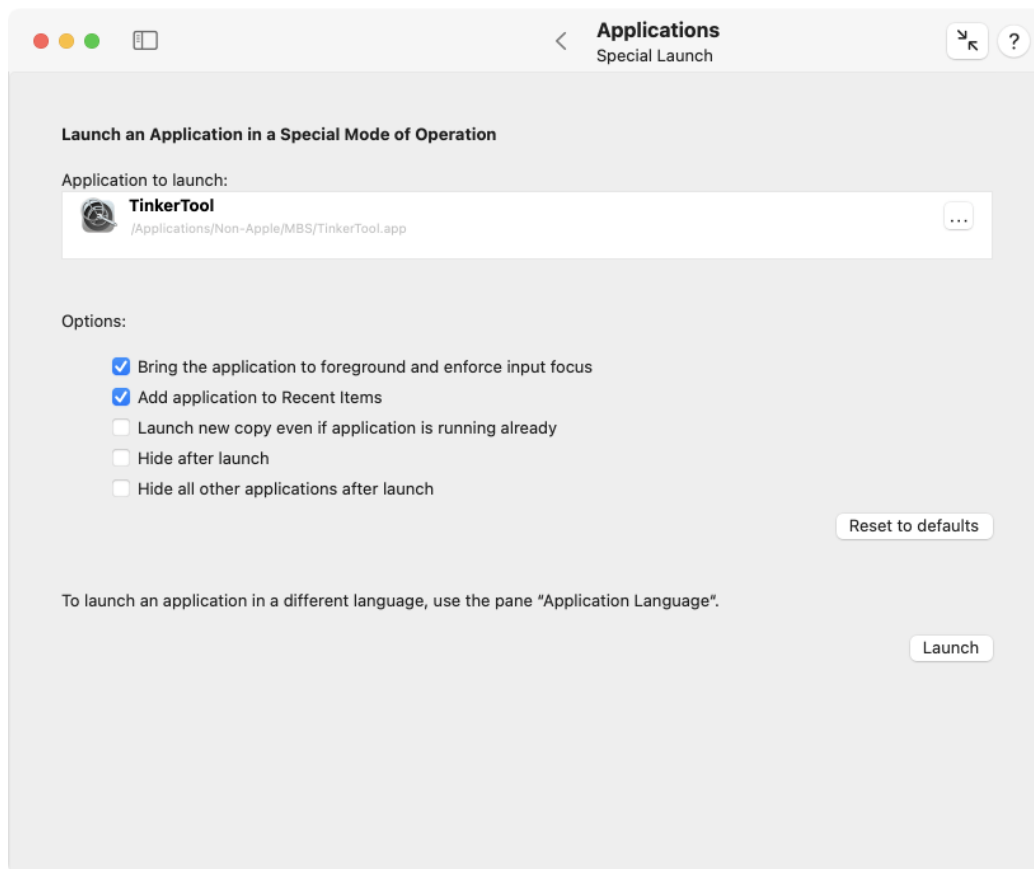 Applications
Special Launch
?
Launch an Application in a Special Mode of Operation
Application to launch:
TinkerTool
/Applications/Non-Apple/MBS/TinkerTool.app
...
Options:
Bring the application to foreground and enforce input focus
Add application to Recent Items
Launch new copy even if application is running already
Hide after launch
Hide all other applications after launch
Reset to defaults
To launch an application in a different language, use the pane “Application Language“.
Launch